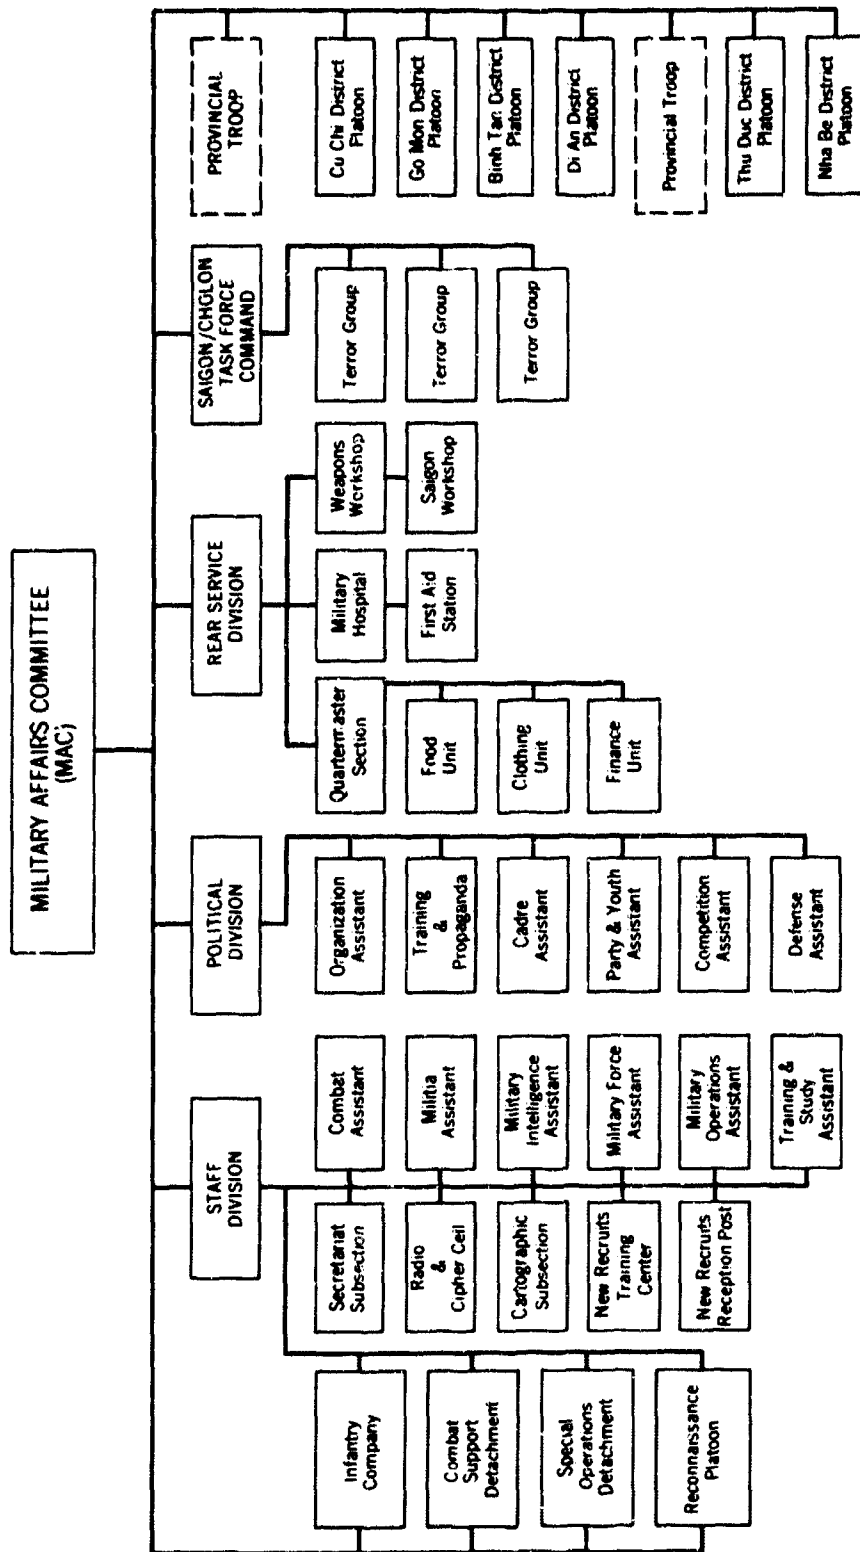 MILITARY AFFAIRS COMMITTEE
(MAC)
STAFF
DIVISION
POLITICAL
DIVISION
REAR SERVICE
DIVISION
SAIGON/CHOLON
TASK FORCE
COMMAND
PROVINCIAL
TROOP
Infantry
Company
Combat
Support
Detachment
Special
Operations
Detachment
Reconnaissance
Platoon
Secretariat
Subsection
Radio
&
Cipher Cell
Cartographic
Subsection
New Recruits
Training
Center
New Recruits
Reception Post
Combat
Assistant
Militia
Assistant
Military
Intelligence
Assistant
Military Force
Assistant
Military
Operations
Assistant
Training &
Study
Assistant
Organization
Assistant
Training
&
Propaganda
Cadre
Assistant
Party & Youth
Assistant
Competition
Assistant
Defense
Assistant
Quartermaster
Section
Food
Unit
Clothing
Unit
Finance
Unit
Military
Hospital
First Aid
Station
Weapons
Workshop
Saigon
Workshop
Terror Group
Terror Group
Terror Group
Cu Chi District
Platoon
Go Mon District
Platoon
Binh Tan District
Platoon
Di An District
Platoon
Provincial Troop
Thu Duc District
Platoon
Nha Be District
Platoon